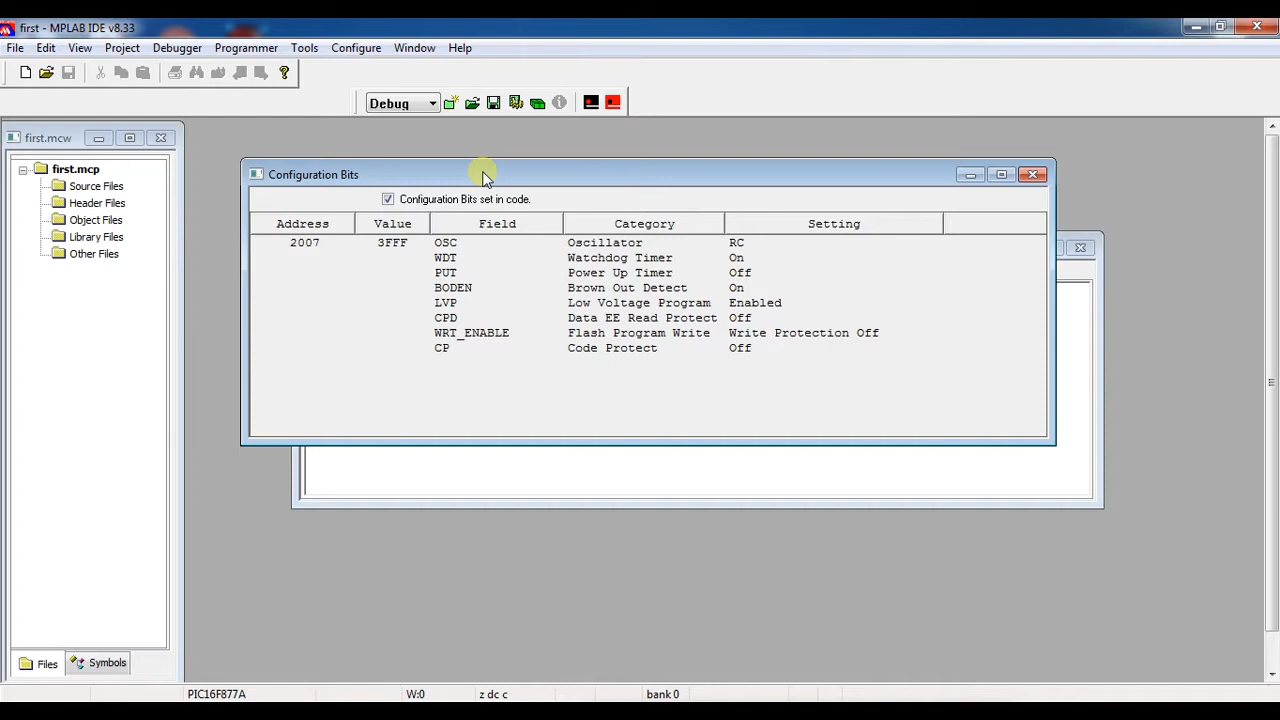 first - MPLAB IDE v8.33
File Edit View Project Debugger Programmer Tools Configure Window Help
Debug
first.mcw
first.mcp
Source Files
Header Files
Object Files
Library Files
Other Files
Configuration Bits
Configuration Bits set in code.
Address Value Field Category Setting
2007 3FFF OSC Oscillator RC
WDT Watchdog Timer On
PUT Power Up Timer Off
BODEN Brown Out Detect On
LVP Low Voltage Program Enabled
CPD Data EE Read Protect Off
WRT_ENABLE Flash Program Write Write Protection Off
CP Code Protect Off
Files Symbols
PIC16F877A W:0 z dc c bank 0